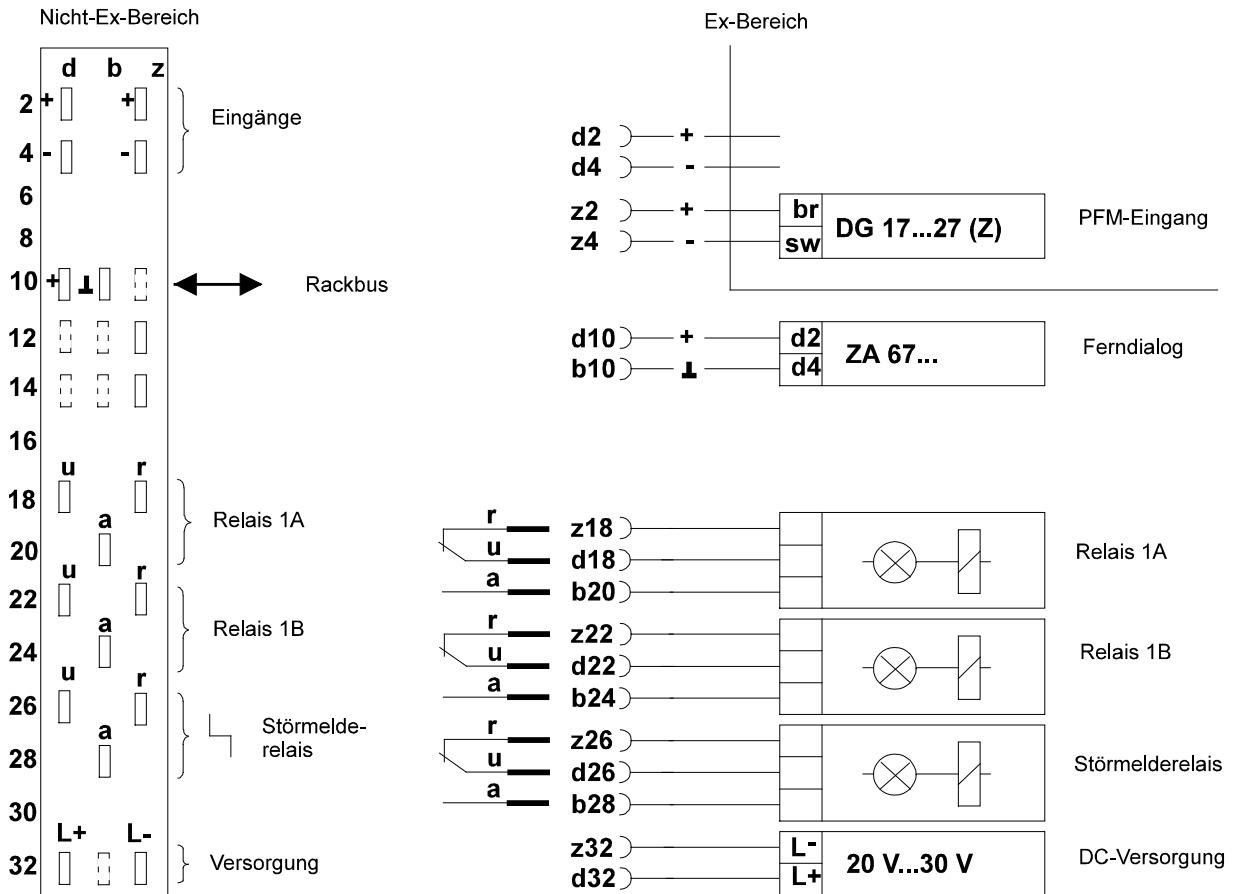 Nicht-Ex-Bereich
d b z
2 + +
Eingänge
4 - -
6
8
10 + ⊥
Rackbus
12
14
16
u r
18
a
Relais 1A
20
u r
22
a
Relais 1B
24
u r
26
a
Störmelde-
relais
28
30
L+ L-
32
Versorgung
Ex-Bereich
d2 +
d4 -
z2 + br
z4 - sw
DG 17...27 (Z)
PFM-Eingang
d10 + d2
b10 ⊥ d4
ZA 67...
Ferndialog
r z18
u d18
a b20
Relais 1A
r z22
u d22
a b24
Relais 1B
r z26
u d26
a b28
Störmelderelais
z32 L-
d32 L+
20 V...30 V
DC-Versorgung